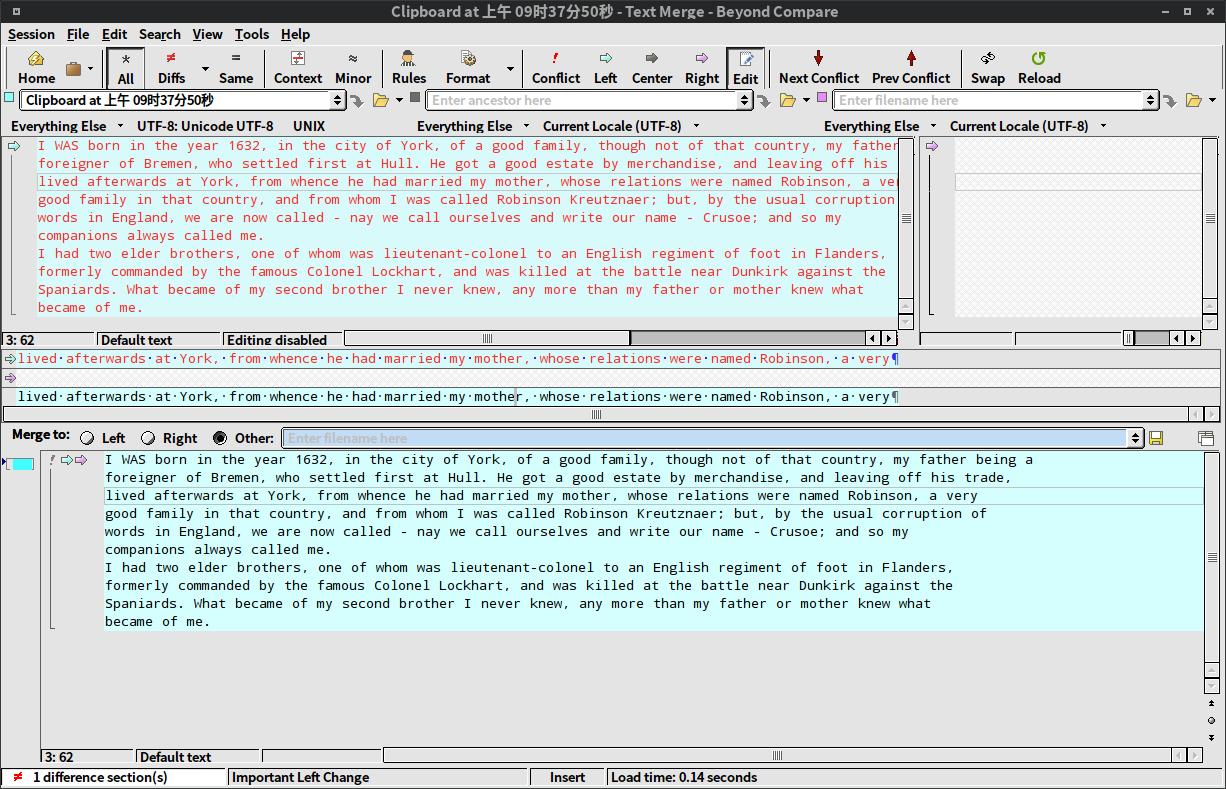 Clipboard at 上午 09时37分50秒 - Text Merge - Beyond Compare
Session File Edit Search View Tools Help
Home All Diffs Same Context Minor Rules Format Conflict Left Center Right Edit Next Conflict Prev Conflict Swap Reload
Clipboard at 上午 09时37分50秒 Enter ancestor here Enter filename here
Everything Else UTF-8: Unicode UTF-8 UNIX Everything Else Current Locale (UTF-8) Everything Else Current Locale (UTF-8)
I WAS born in the year 1632, in the city of York, of a good family, though not of that country, my father
foreigner of Bremen, who settled first at Hull. He got a good estate by merchandise, and leaving off his
lived afterwards at York, from whence he had married my mother, whose relations were named Robinson, a ver
good family in that country, and from whom I was called Robinson Kreutznaer; but, by the usual corruption
words in England, we are now called - nay we call ourselves and write our name - Crusoe; and so my
companions always called me.
I had two elder brothers, one of whom was lieutenant-colonel to an English regiment of foot in Flanders,
formerly commanded by the famous Colonel Lockhart, and was killed at the battle near Dunkirk against the
Spaniards. What became of my second brother I never knew, any more than my father or mother knew what
became of me.
3: 62 Default text Editing disabled
lived·afterwards·at·York,·from·whence·he·had·married·my·mother,·whose·relations·were·named·Robinson,·a·very¶
lived·afterwards·at·York,·from·whence·he·had·married·my·mother,·whose·relations·were·named·Robinson,·a·very¶
Merge to: Left Right Other: Enter filename here
I WAS born in the year 1632, in the city of York, of a good family, though not of that country, my father being a
foreigner of Bremen, who settled first at Hull. He got a good estate by merchandise, and leaving off his trade,
lived afterwards at York, from whence he had married my mother, whose relations were named Robinson, a very
good family in that country, and from whom I was called Robinson Kreutznaer; but, by the usual corruption of
words in England, we are now called - nay we call ourselves and write our name - Crusoe; and so my
companions always called me.
I had two elder brothers, one of whom was lieutenant-colonel to an English regiment of foot in Flanders,
formerly commanded by the famous Colonel Lockhart, and was killed at the battle near Dunkirk against the
Spaniards. What became of my second brother I never knew, any more than my father or mother knew what
became of me.
3: 62 Default text
1 difference section(s) Important Left Change Insert Load time: 0.14 seconds